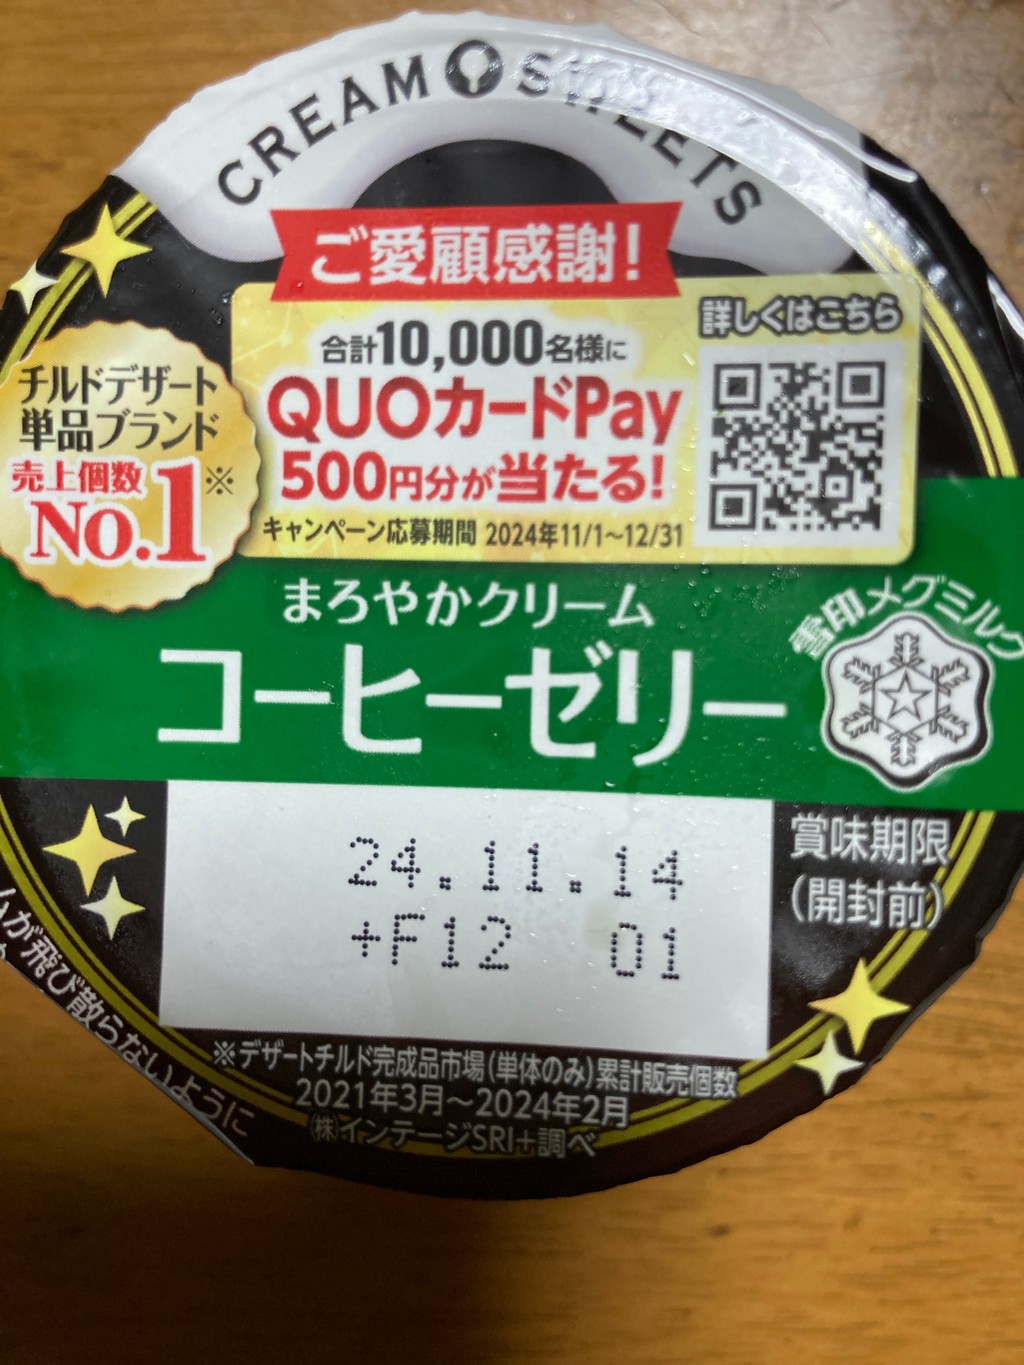 CREAM SWEETS
ご愛顧感謝!
合計10,000名様に
QUOカードPay
500円分が当たる!
キャンペーン応募期間 2024年11/1〜12/31
詳しくはこちら
チルドデザート
単品ブランド
売上個数
No.1※
まろやかクリーム
コーヒーゼリー
雪印メグミルク
24.11.14
+F12 01
賞味期限
(開封前)
が飛び散らないように
※デザートチルド完成品市場(単体のみ)累計販売個数
2021年3月〜2024年2月
㈱インテージSRI+調べ